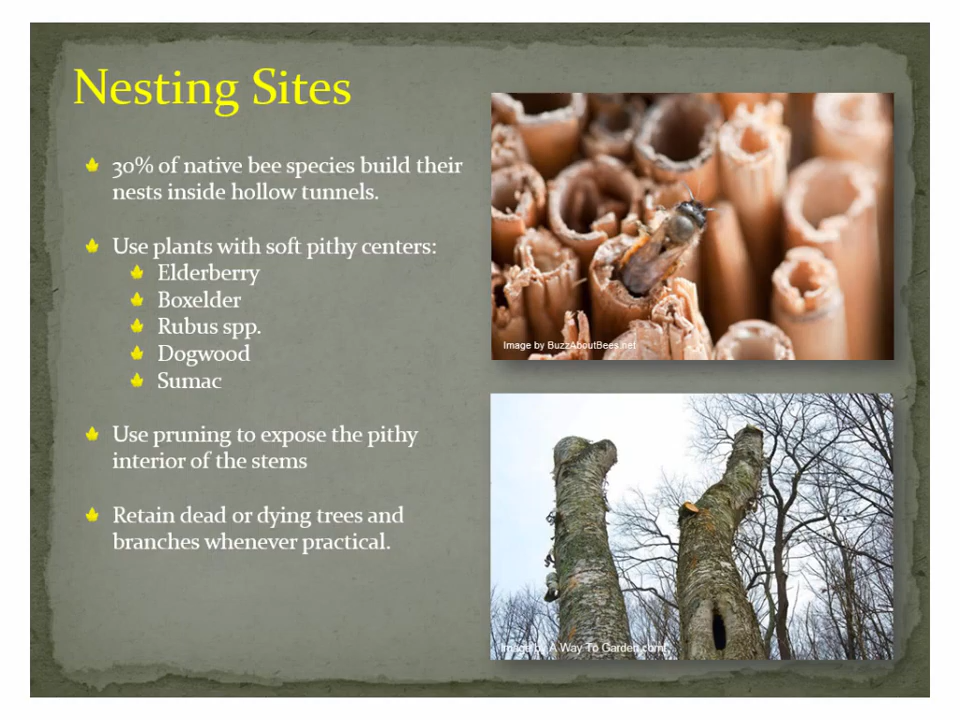 Nesting Sites
30% of native bee species build their
nests inside hollow tunnels.
Use plants with soft pithy centers:
Elderberry
Boxelder
Rubus spp.
Dogwood
Sumac
Use pruning to expose the pithy
interior of the stems
Retain dead or dying trees and
branches whenever practical.
Image by BuzzAboutBees.net
Image by A Way To Garden.com